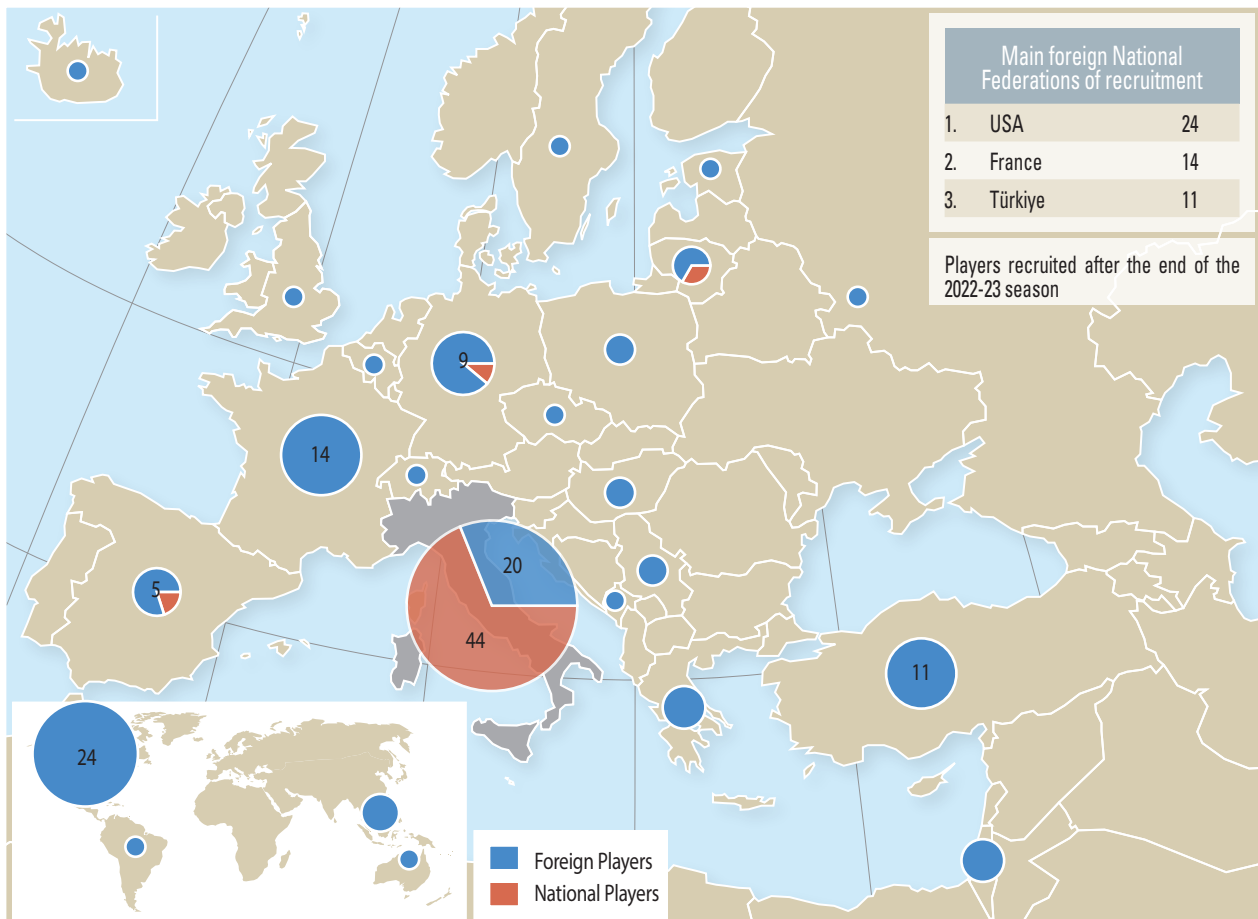 Main foreign National
Federations of recruitment
1. USA 24
2. France 14
3. Türkiye 11
Players recruited after the end of the
2022-23 season
9
14
20
5
44
11
24
Foreign Players
National Players